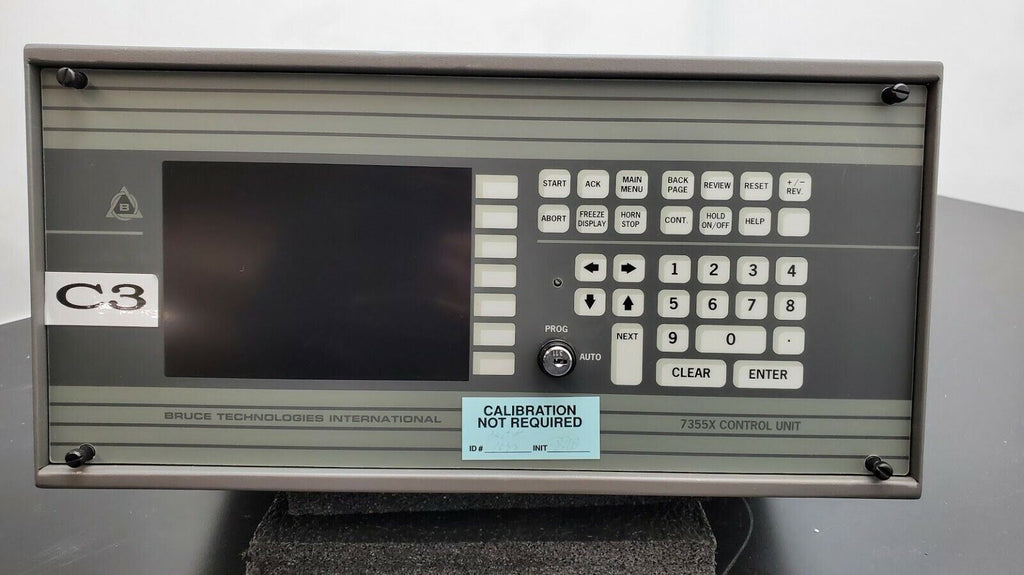 START ACK MAIN MENU BACK PAGE REVIEW RESET +/- REV.
ABORT FREEZE DISPLAY HORN STOP CONT. HOLD ON/OFF HELP
B
C3
1 2 3 4
5 6 7 8
PROG
NEXT
9 0 .
AUTO
CLEAR ENTER
BRUCE TECHNOLOGIES INTERNATIONAL
7355X CONTROL UNIT
CALIBRATION
NOT REQUIRED
ID # INIT